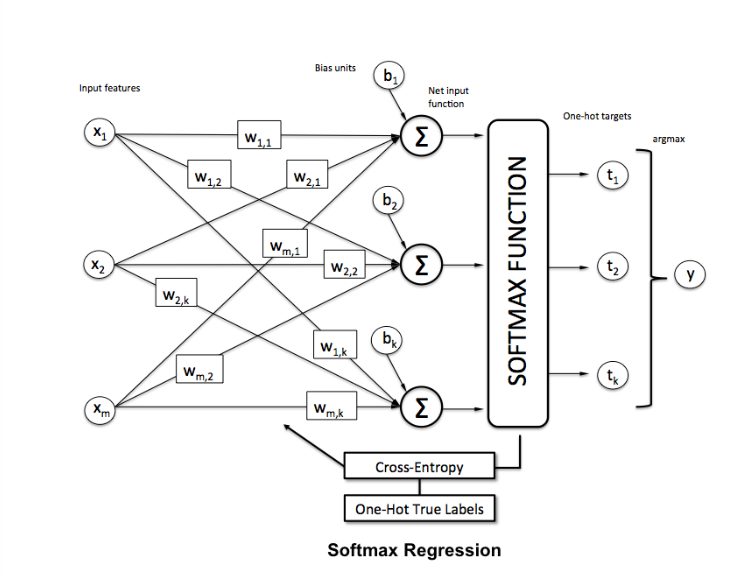 Bias units
b1
Input features
Net input
function
One-hot targets
x1
w1,1
Σ
argmax
w1,2
w2,1
t1
b2
wm,1
x2
w2,2
Σ
SOFTMAX FUNCTION
t2
y
w2,k
w1,k
bk
wm,2
tk
xm
wm,k
Σ
Cross-Entropy
One-Hot True Labels
Softmax Regression